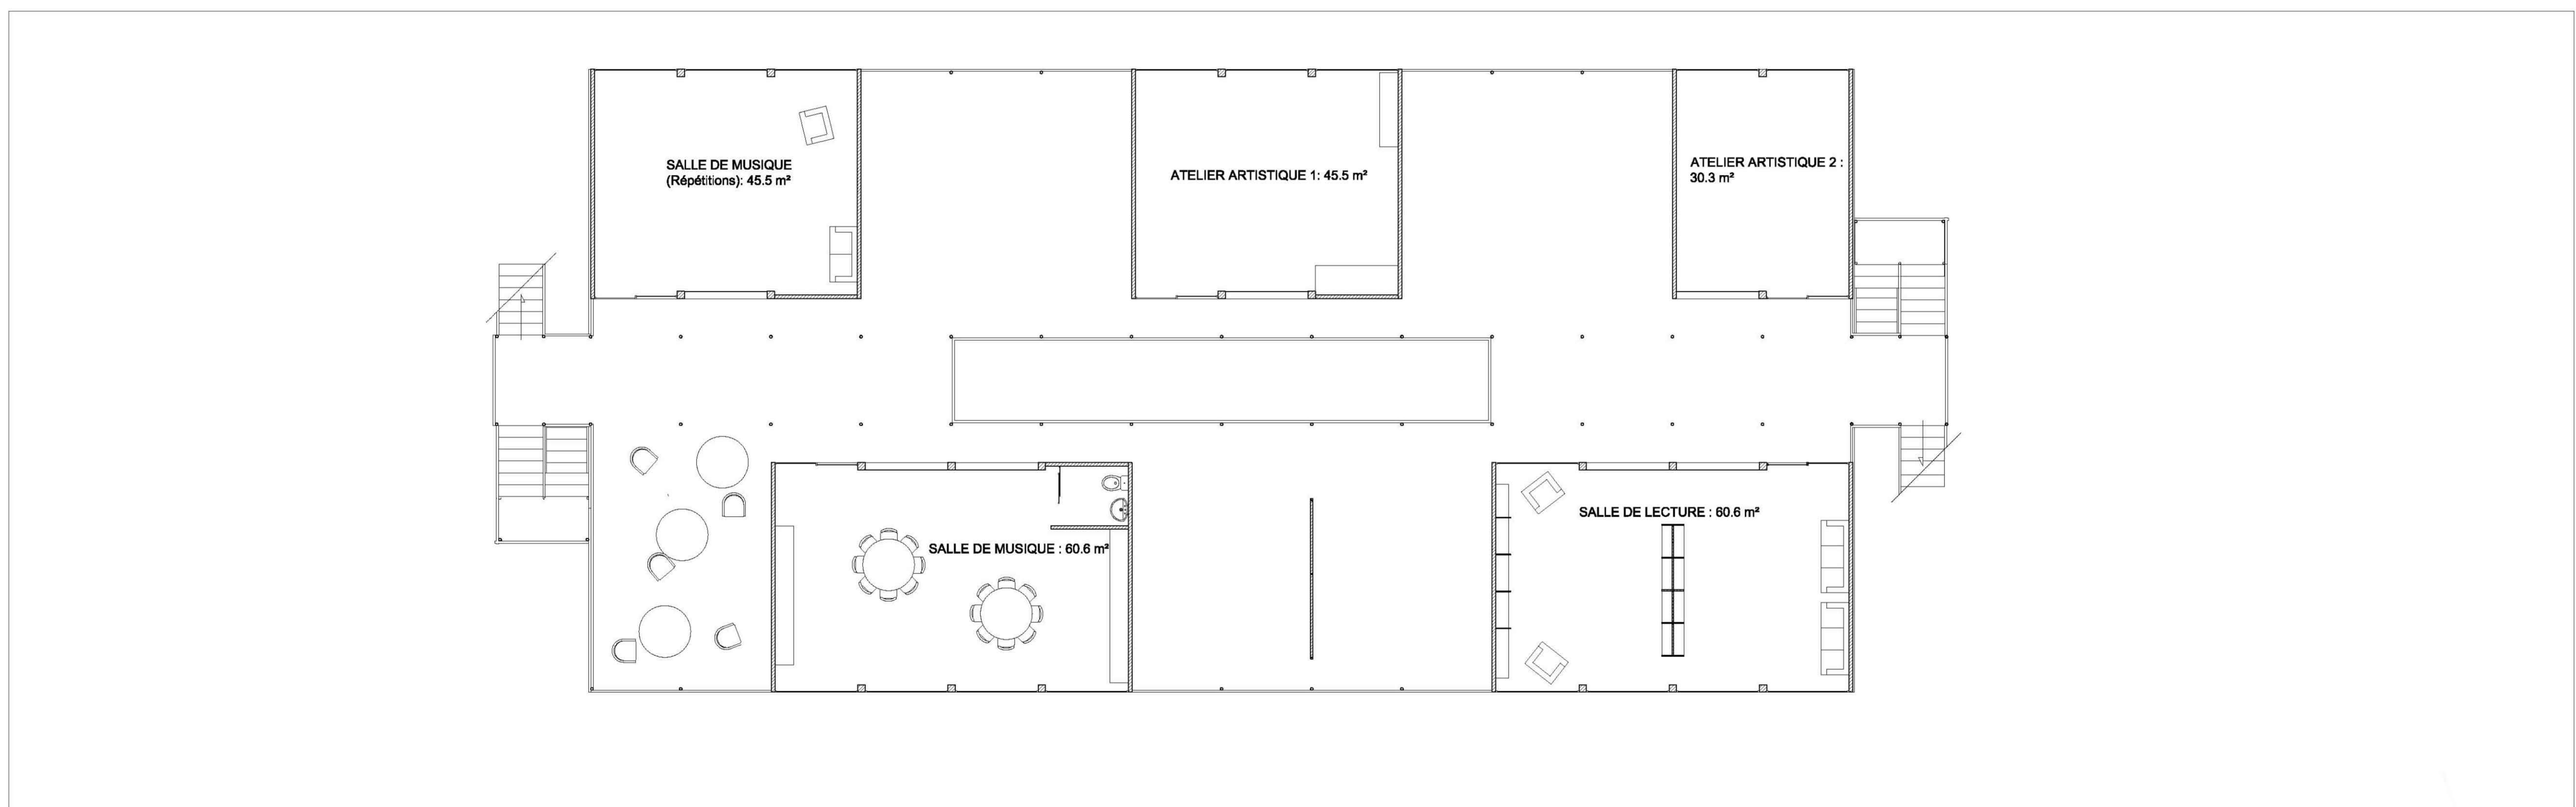 SALLE DE MUSIQUE
(Répétitions): 45.5 m²
ATELIER ARTISTIQUE 1: 45.5 m²
ATELIER ARTISTIQUE 2 :
30.3 m²
SALLE DE MUSIQUE : 60.6 m²
SALLE DE LECTURE : 60.6 m²